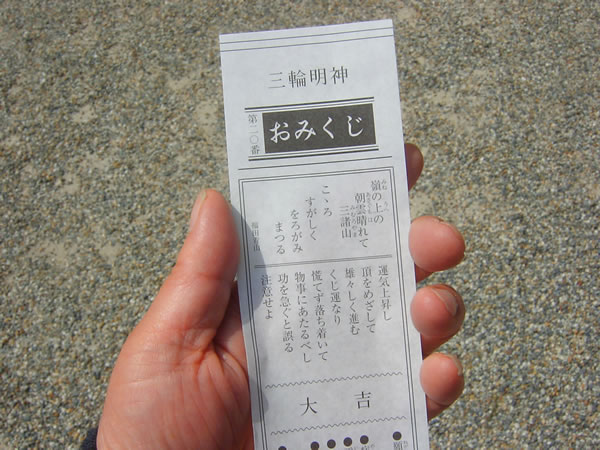 三輪明神
第二〇番
おみくじ
嶺の上の
朝雲晴れて
三諸山
こゝろ
すがしく
をろがみ
まつる
運気上昇し
頂をめざして
雄々しく進む
くじ運なり
慌てず落ち着いて
物事にあたるべし
功を急ぐと誤る
注意せよ
大吉